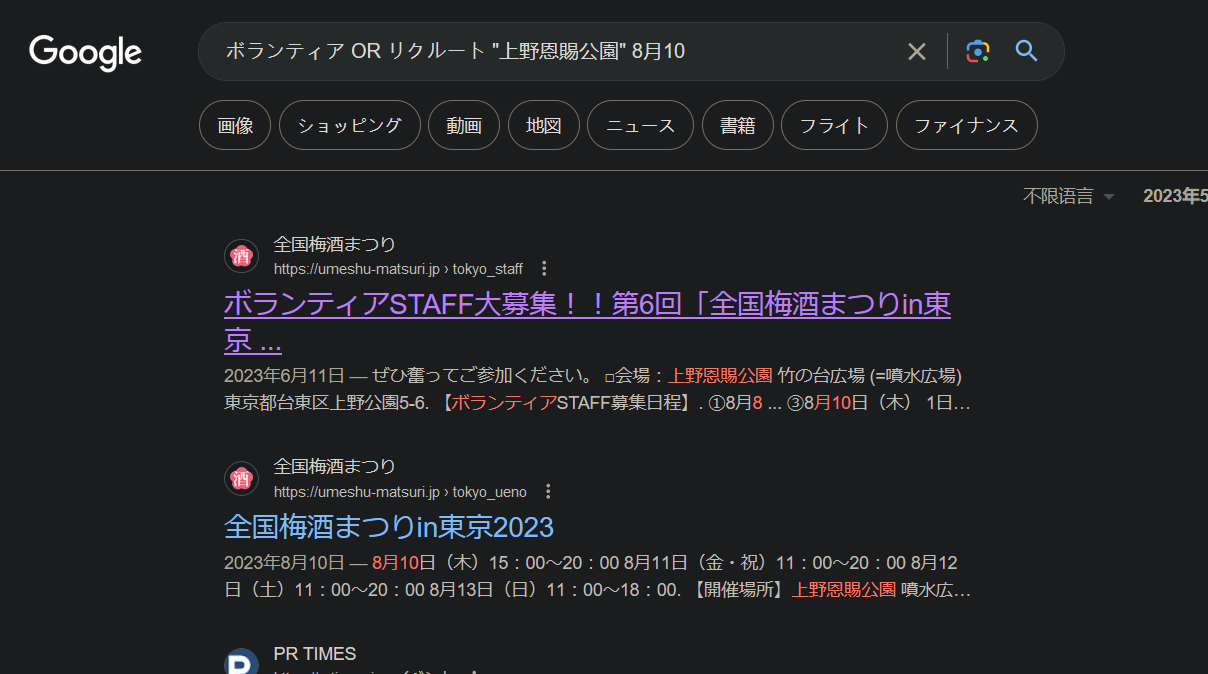 Google
ボランティア OR リクルート "上野恩賜公園" 8月10
画像 ショッピング 動画 地図 ニュース 書籍 フライト ファイナンス
不限语言 2023年5
全国梅酒まつり
https://umeshu-matsuri.jp › tokyo_staff
ボランティアSTAFF大募集！！第6回「全国梅酒まつりin東
京 ...
2023年6月11日 — ぜひ奮ってご参加ください。 □会場：上野恩賜公園 竹の台広場 (=噴水広場)
東京都台東区上野公園5-6. 【ボランティアSTAFF募集日程】. ①8月8 ... ③8月10日（木） 1日…
全国梅酒まつり
https://umeshu-matsuri.jp › tokyo_ueno
全国梅酒まつりin東京2023
2023年8月10日 — 8月10日（木）15：00～20：00 8月11日（金・祝）11：00～20：00 8月12
日（土）11：00～20：00 8月13日（日）11：00～18：00. 【開催場所】上野恩賜公園 噴水広…
PR TIMES